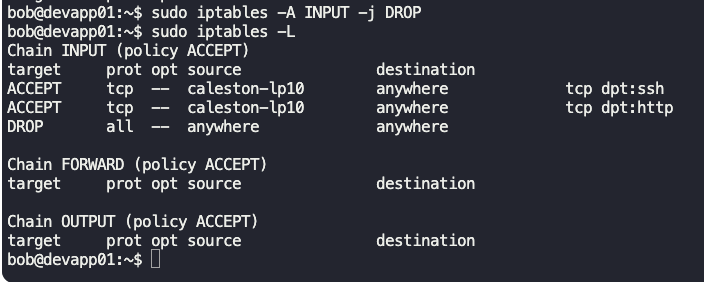 bob@devapp01:~$ sudo iptables -A INPUT -j DROP
bob@devapp01:~$ sudo iptables -L
Chain INPUT (policy ACCEPT)
target     prot opt source               destination
ACCEPT     tcp  --  caleston-lp10        anywhere             tcp dpt:ssh
ACCEPT     tcp  --  caleston-lp10        anywhere             tcp dpt:http
DROP       all  --  anywhere             anywhere

Chain FORWARD (policy ACCEPT)
target     prot opt source               destination

Chain OUTPUT (policy ACCEPT)
target     prot opt source               destination
bob@devapp01:~$